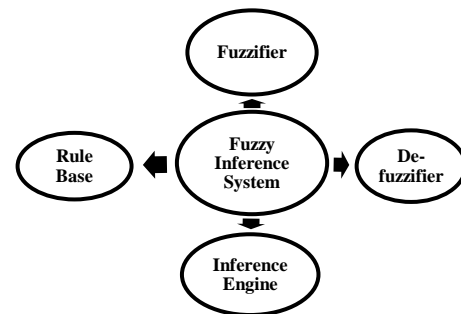 Fuzzifier
Rule
Base
Fuzzy
Inference
System
De-
fuzzifier
Inference
Engine